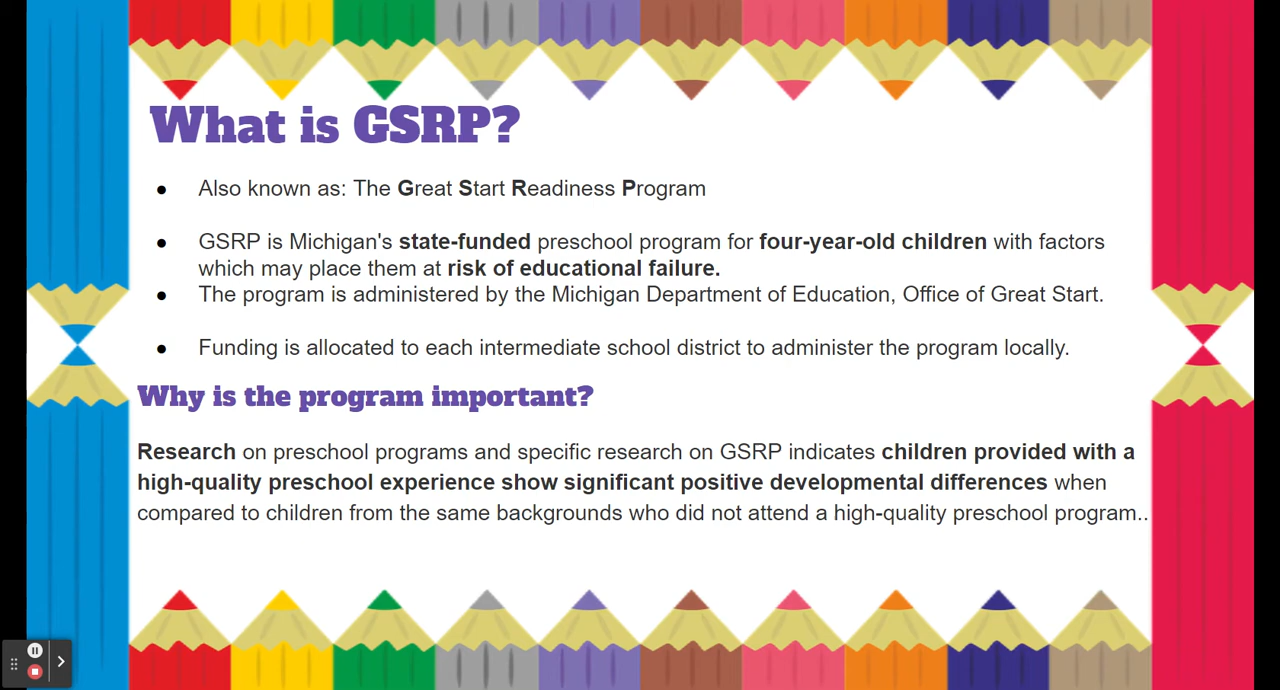 What is GSRP?
● Also known as: The Great Start Readiness Program
● GSRP is Michigan's state-funded preschool program for four-year-old children with factors
which may place them at risk of educational failure.
● The program is administered by the Michigan Department of Education, Office of Great Start.
● Funding is allocated to each intermediate school district to administer the program locally.
Why is the program important?
Research on preschool programs and specific research on GSRP indicates children provided with a
high-quality preschool experience show significant positive developmental differences when
compared to children from the same backgrounds who did not attend a high-quality preschool program..